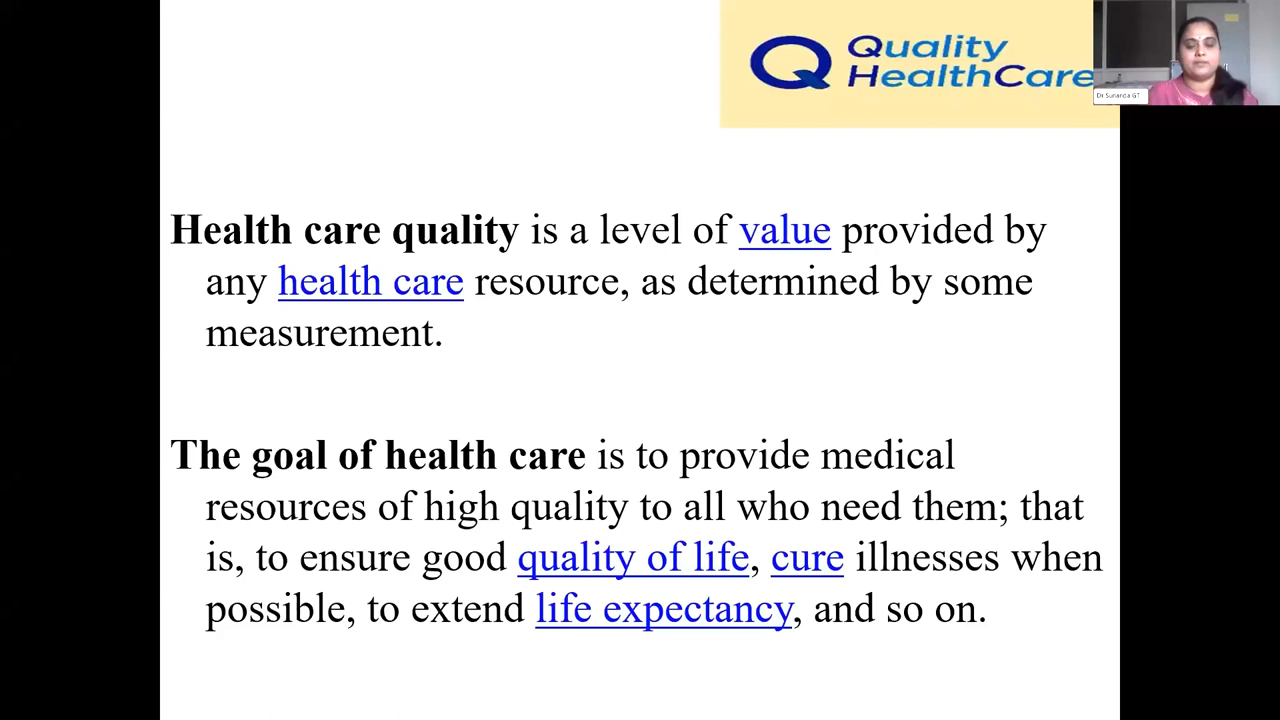 Quality
HealthCare
Dr Sunanda GT
Health care quality is a level of value provided by
any health care resource, as determined by some
measurement.
The goal of health care is to provide medical
resources of high quality to all who need them; that
is, to ensure good quality of life, cure illnesses when
possible, to extend life expectancy, and so on.